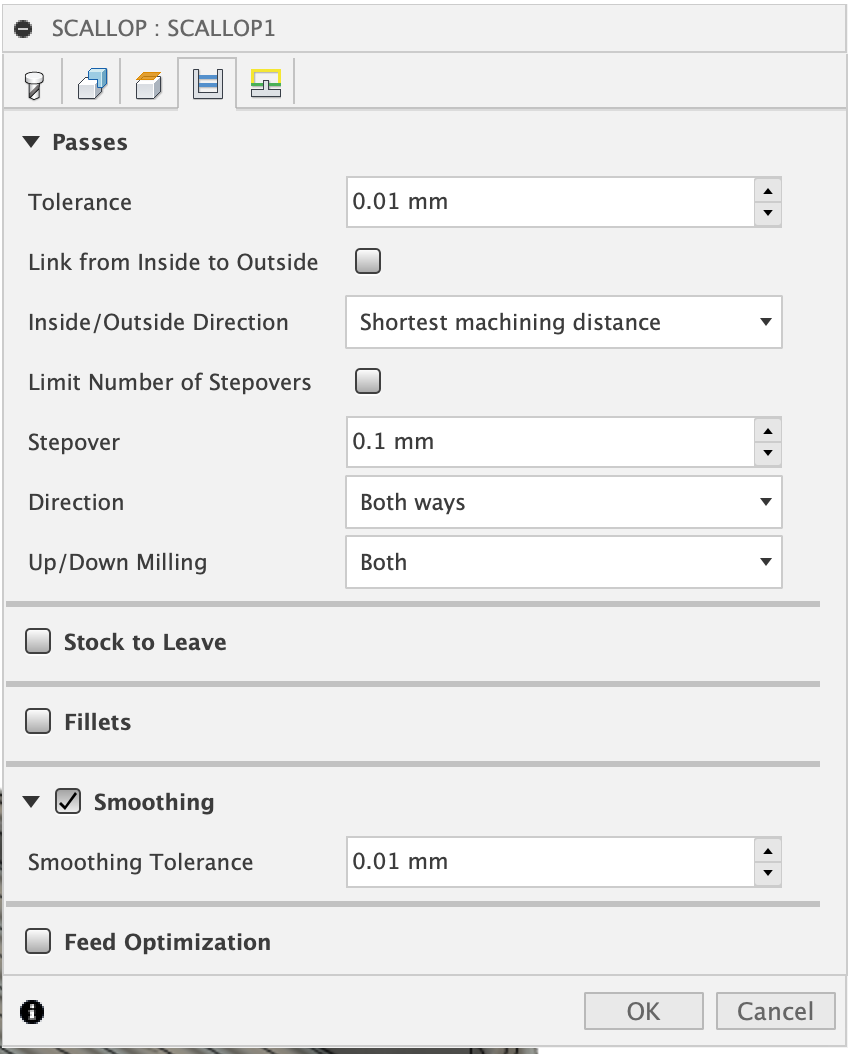 SCALLOP : SCALLOP1
Passes
Tolerance 0.01 mm
Link from Inside to Outside
Inside/Outside Direction Shortest machining distance
Limit Number of Stepovers
Stepover 0.1 mm
Direction Both ways
Up/Down Milling Both
Stock to Leave
Fillets
Smoothing
Smoothing Tolerance 0.01 mm
Feed Optimization
OK Cancel